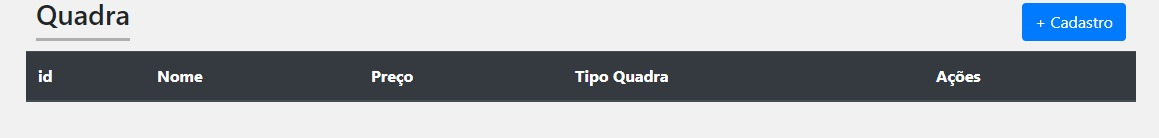 Quadra
+ Cadastro
id Nome Preço Tipo Quadra Ações